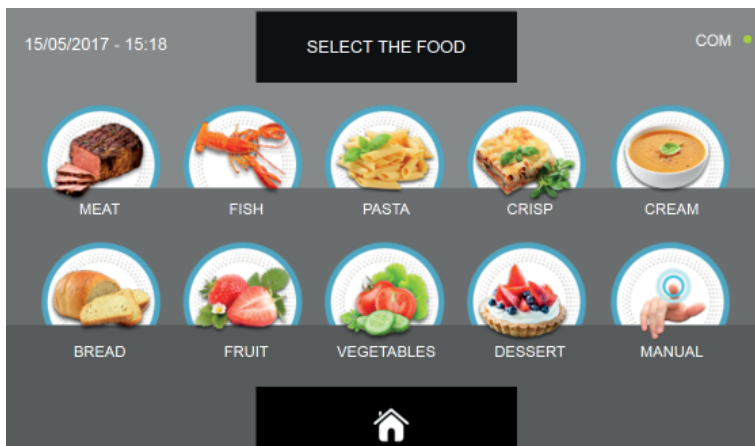 15/05/2017 - 15:18
SELECT THE FOOD
COM
MEAT
FISH
PASTA
CRISP
CREAM
BREAD
FRUIT
VEGETABLES
DESSERT
MANUAL